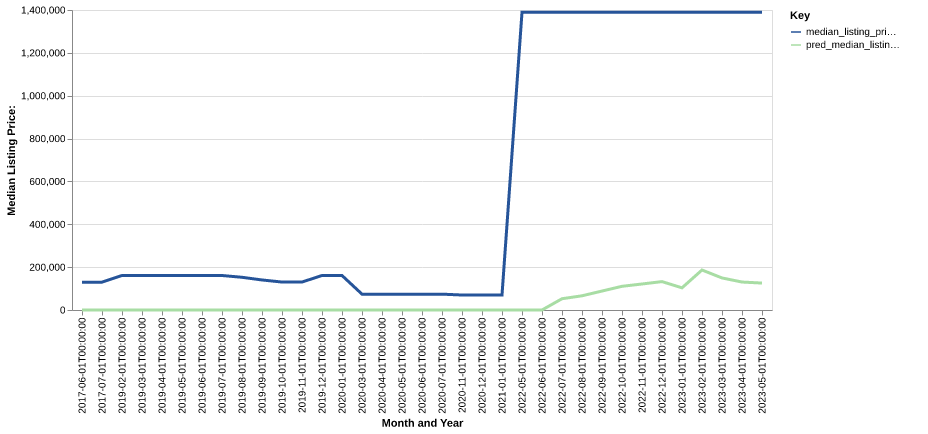 1,400,000
1,200,000
1,000,000
800,000
600,000
400,000
200,000
0
Median Listing Price:
2017-06-01T00:00:00
2017-07-01T00:00:00
2019-02-01T00:00:00
2019-03-01T00:00:00
2019-04-01T00:00:00
2019-05-01T00:00:00
2019-06-01T00:00:00
2019-07-01T00:00:00
2019-08-01T00:00:00
2019-09-01T00:00:00
2019-10-01T00:00:00
2019-11-01T00:00:00
2019-12-01T00:00:00
2020-01-01T00:00:00
2020-03-01T00:00:00
2020-04-01T00:00:00
2020-05-01T00:00:00
2020-06-01T00:00:00
2020-07-01T00:00:00
2020-11-01T00:00:00
2020-12-01T00:00:00
2021-01-01T00:00:00
2022-05-01T00:00:00
2022-06-01T00:00:00
2022-07-01T00:00:00
2022-08-01T00:00:00
2022-09-01T00:00:00
2022-10-01T00:00:00
2022-11-01T00:00:00
2022-12-01T00:00:00
2023-01-01T00:00:00
2023-02-01T00:00:00
2023-03-01T00:00:00
2023-04-01T00:00:00
2023-05-01T00:00:00
Month and Year
Key
median_listing_pri…
pred_median_listin…